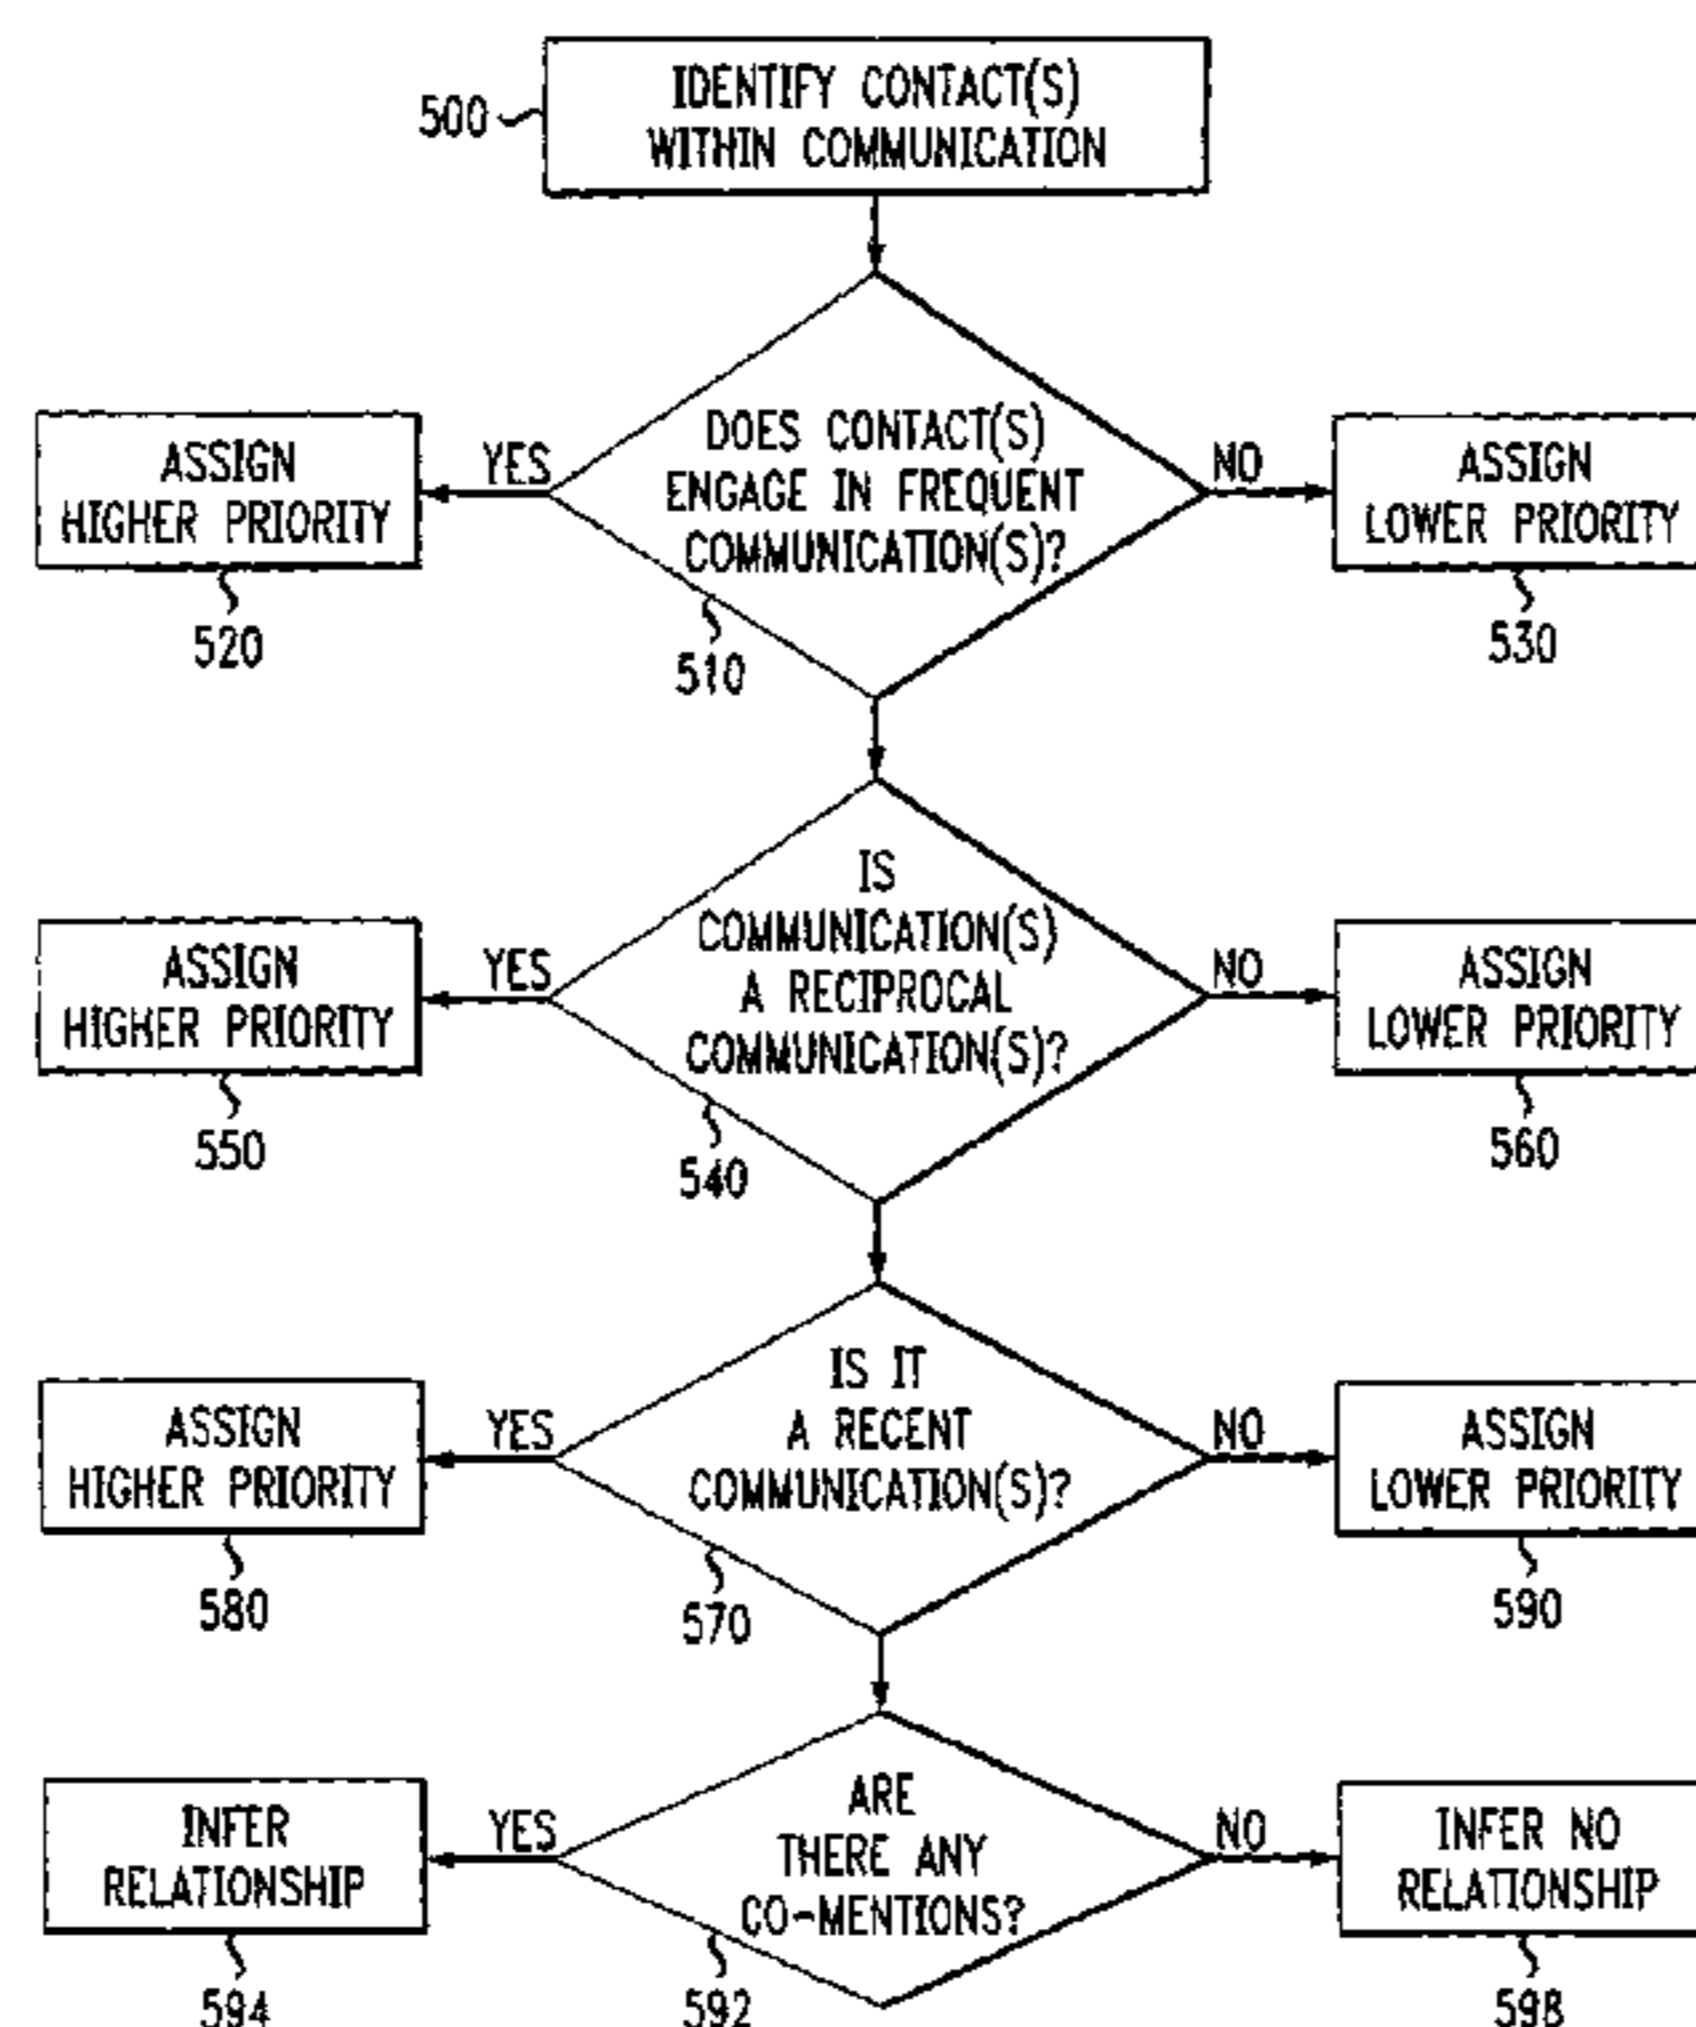 IDENTIFY CONTACT(S)
WITHIN COMMUNICATION
500
DOES CONTACT(S)
ENGAGE IN FREQUENT
COMMUNICATION(S)?
510
YES
ASSIGN
HIGHER PRIORITY
520
NO
ASSIGN
LOWER PRIORITY
530
IS
COMMUNICATION(S)
A RECIPROCAL
COMMUNICATION(S)?
540
YES
ASSIGN
HIGHER PRIORITY
550
NO
ASSIGN
LOWER PRIORITY
560
IS IT
A RECENT
COMMUNICATION(S)?
570
YES
ASSIGN
HIGHER PRIORITY
580
NO
ASSIGN
LOWER PRIORITY
590
ARE
THERE ANY
CO-MENTIONS?
592
YES
INFER
RELATIONSHIP
594
NO
INFER NO
RELATIONSHIP
598